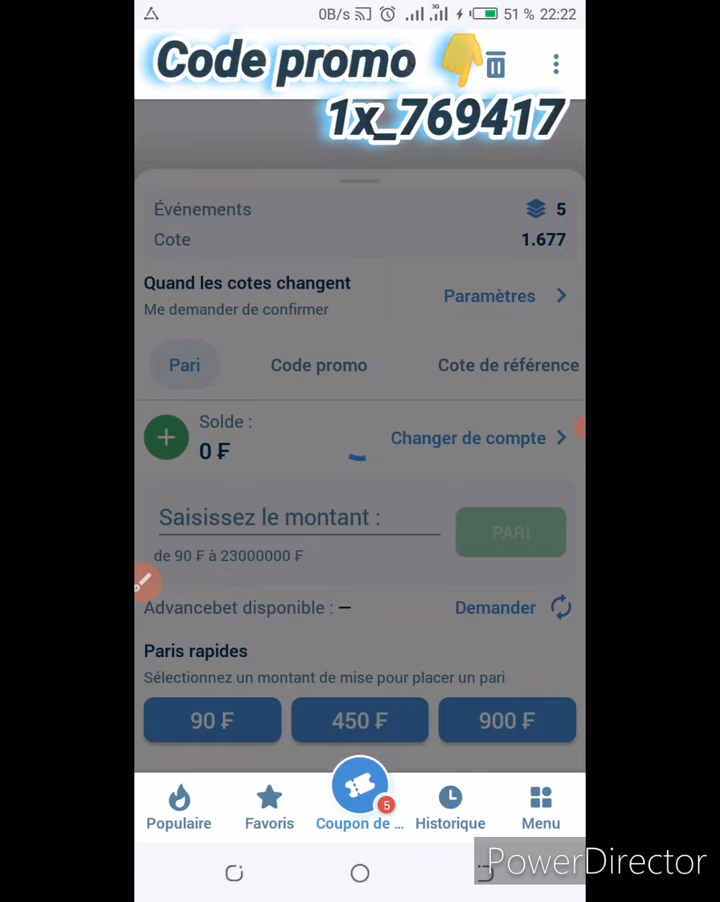 0B/s 3G 51 % 22:22
Code promo
1x_769417
Événements 5
Cote 1.677
Quand les cotes changent
Me demander de confirmer
Paramètres
Pari Code promo Cote de référence
Solde :
0 ₣
Changer de compte
Saisissez le montant :
PARI
de 90 ₣ à 23000000 ₣
Advancebet disponible : – Demander
Paris rapides
Sélectionnez un montant de mise pour placer un pari
90 ₣ 450 ₣ 900 ₣
5
Populaire Favoris Coupon de ... Historique Menu
PowerDirector